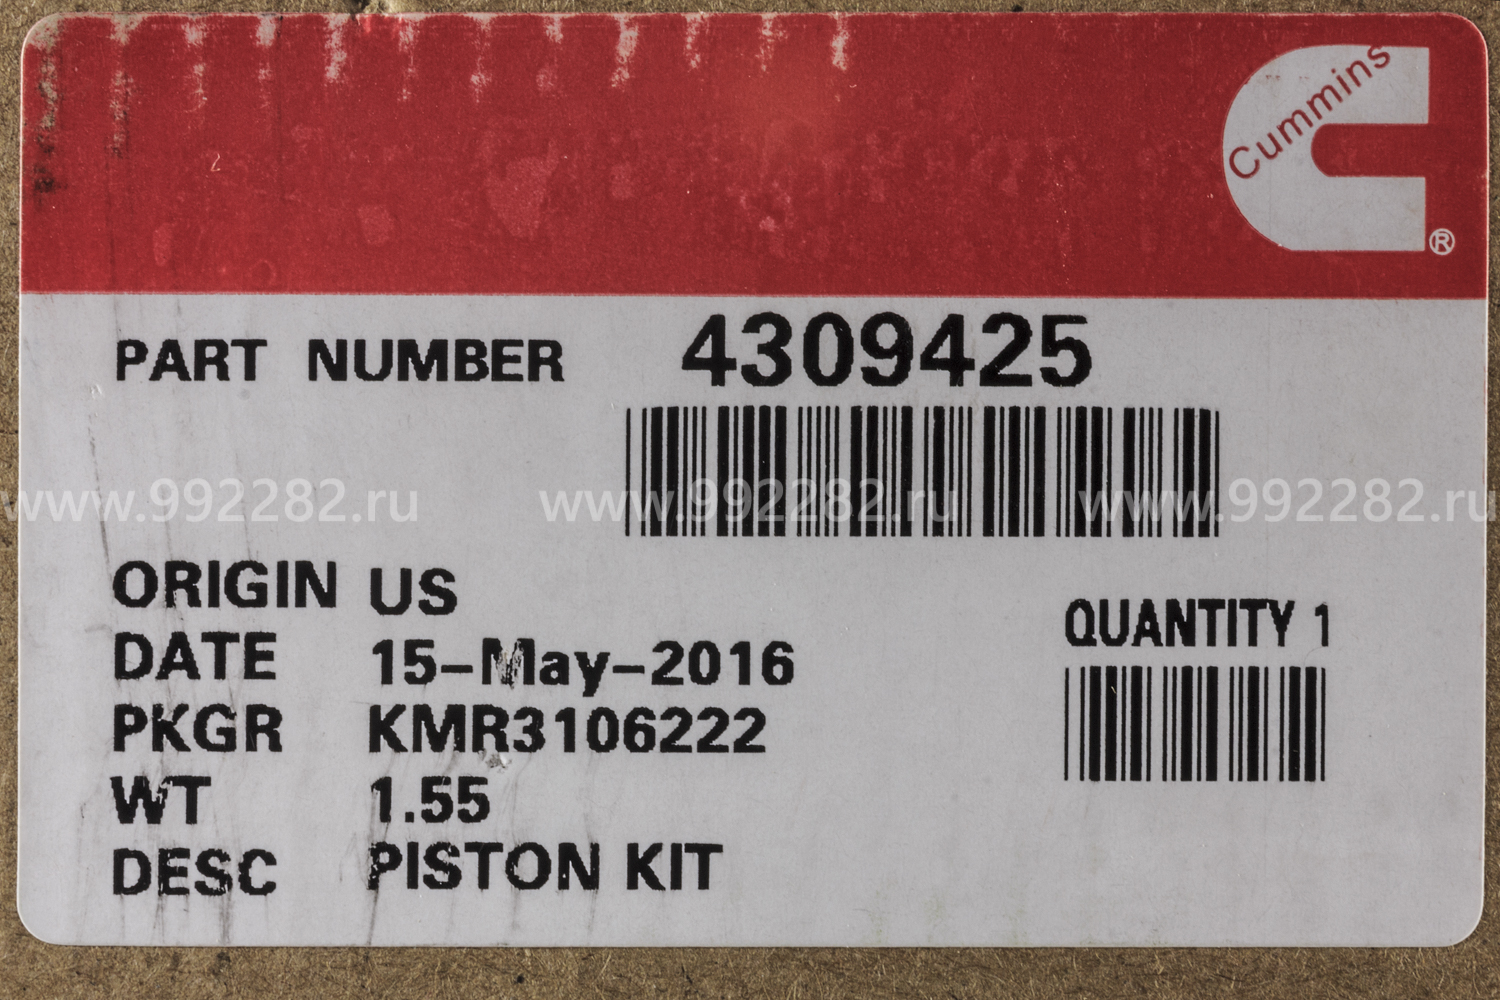 Cummins
®
PART NUMBER 4309425
www.992282.ru www.992282.ru www.992282.ru
ORIGIN US
QUANTITY 1
DATE 15-May-2016
PKGR KMR3106222
WT 1.55
DESC PISTON KIT